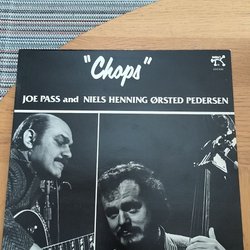 "Chops"
JOE PASS and NIELS HENNING ØRSTED PEDERSEN